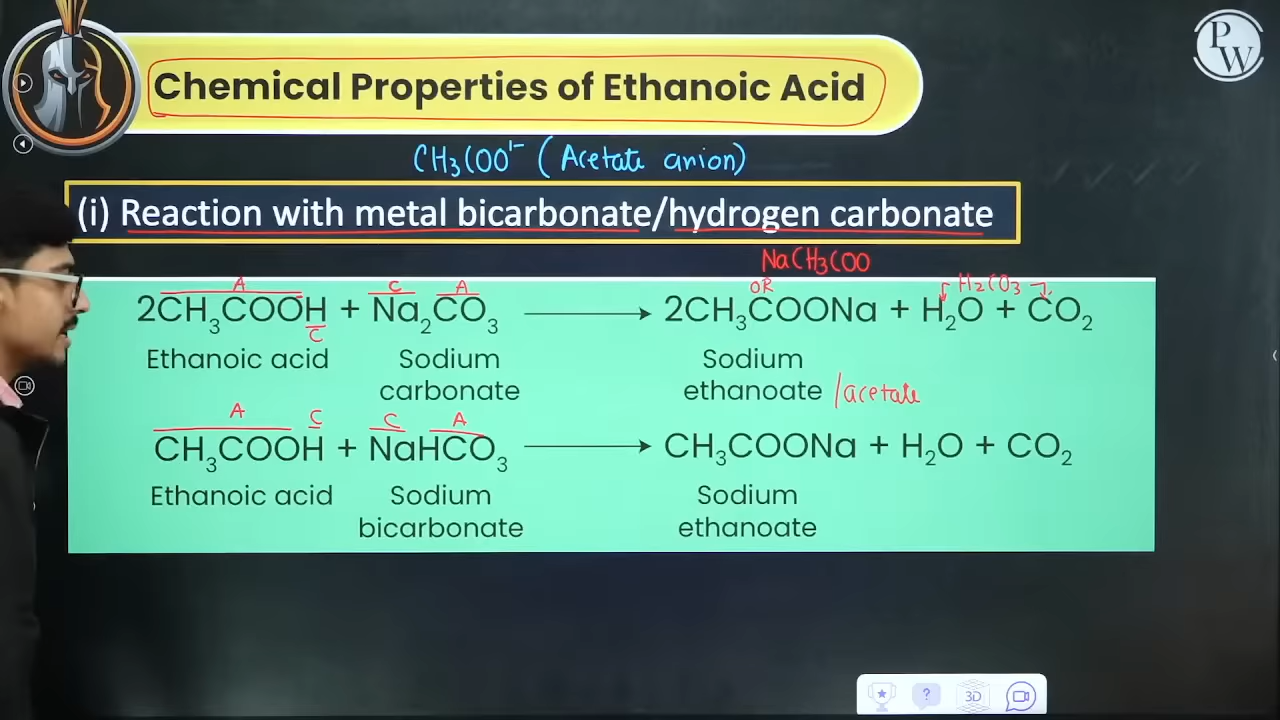 PW
Chemical Properties of Ethanoic Acid
CH₃COO¹⁻ (Acetate anion)
(i) Reaction with metal bicarbonate/hydrogen carbonate
NaCH₃COO
A C A OR H₂CO₃
2CH₃COOH + Na₂CO₃ ⟶ 2CH₃COONa + H₂O + CO₂
C
Ethanoic acid Sodium carbonate Sodium ethanoate /acetate
A C C A
CH₃COOH + NaHCO₃ ⟶ CH₃COONa + H₂O + CO₂
Ethanoic acid Sodium bicarbonate Sodium ethanoate
? 3D